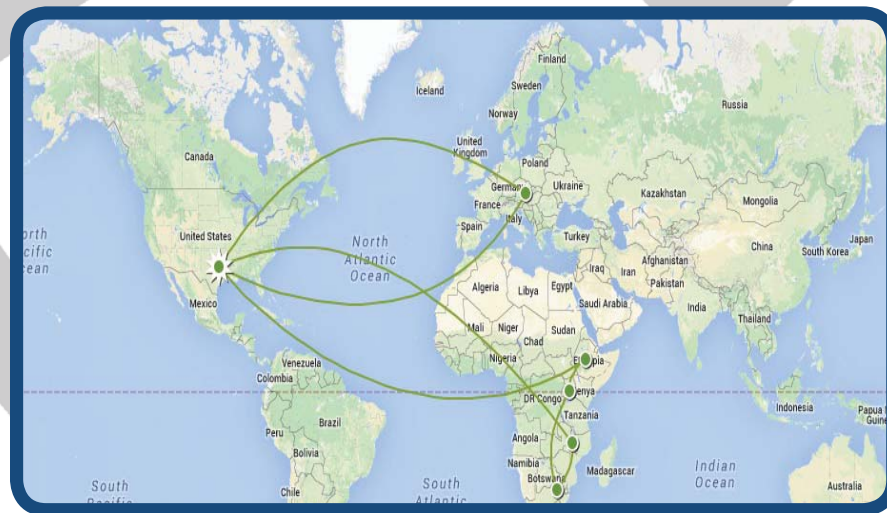 Finland
Iceland
Sweden
Russia
Norway
United
Kingdom
Canada
Poland
Germany
Ukraine
Kazakhstan
Mongolia
France
Italy
Spain
United States
North
Atlantic
Ocean
Turkey
China
South Korea
Japan
Afghanistan
Iraq
Iran
Pakistan
Algeria
Libya
Egypt
Saudi Arabia
Mexico
India
Mali
Niger
Sudan
Chad
Thailand
Nigeria
Venezuela
Colombia
DR Congo
Tanzania
Indonesia
Papua
Peru
Brazil
Angola
Bolivia
Namibia
Madagascar
Botswana
Indian
Ocean
South
Chile
South
Atlantic
Australia